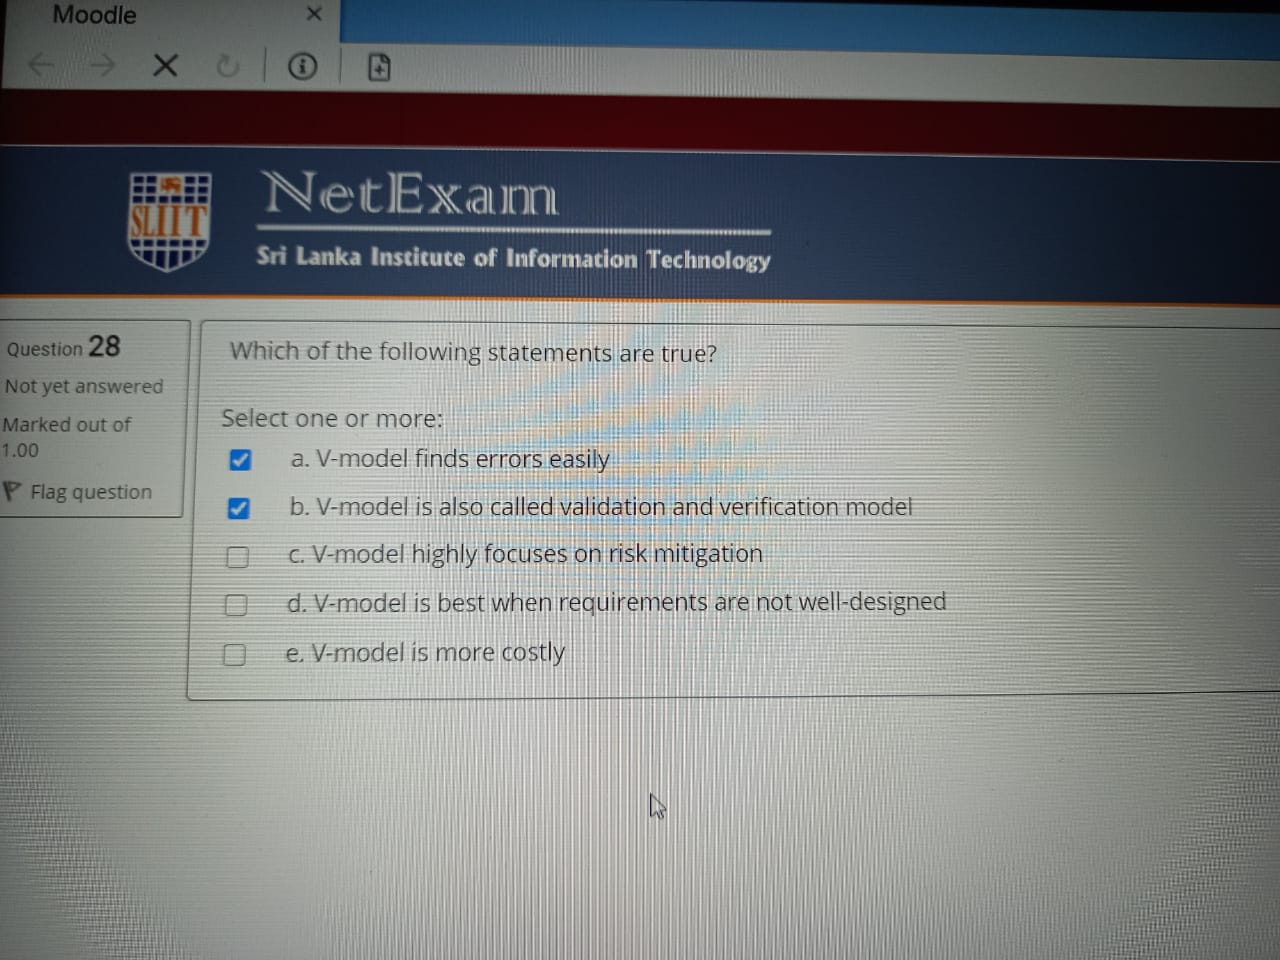 Moodle
SLIIT
NetExam
Sri Lanka Institute of Information Technology
Question 28
Not yet answered
Marked out of
1.00
Flag question
Which of the following statements are true?
Select one or more:
a. V-model finds errors easily
b. V-model is also called validation and verification model
c. V-model highly focuses on risk mitigation
d. V-model is best when requirements are not well-designed
e. V-model is more costly